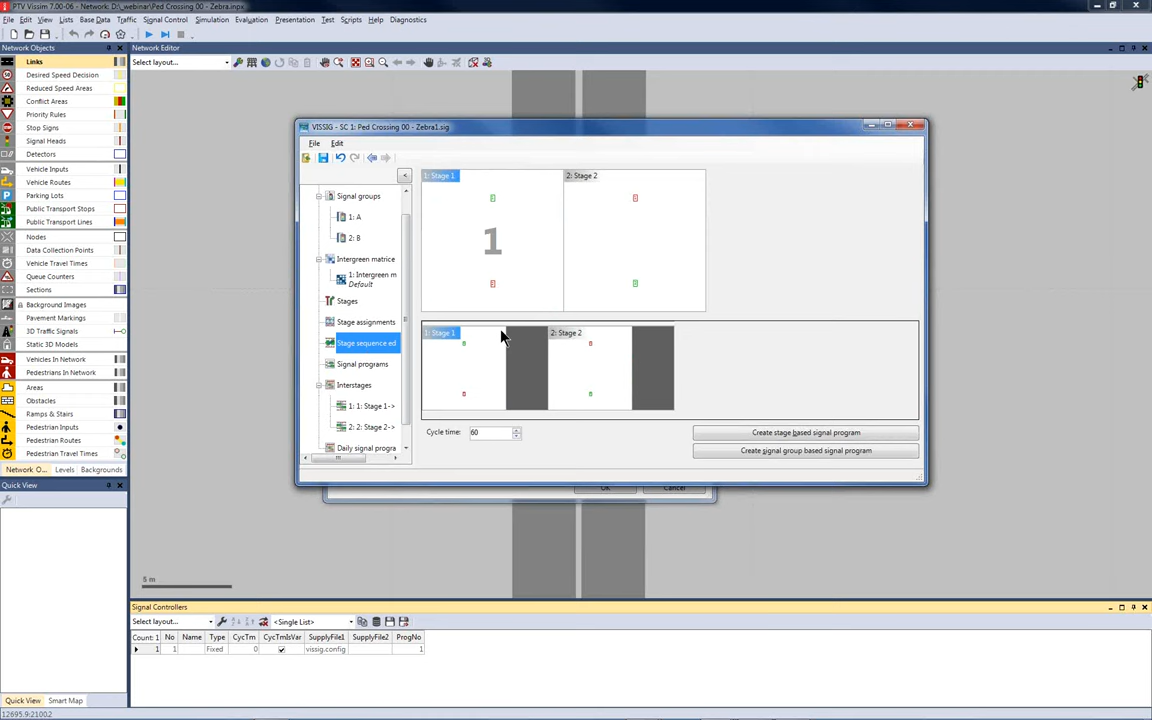 PTV Vissim 7.00-06 - Network: D:\_webinar\Ped Crossing 00 - Zebra.inpx
File Edit View Lists Base Data Traffic Signal Control Simulation Evaluation Presentation Test Scripts Help Diagnostics
Network Objects
Network Editor
Select layout...
Links
Desired Speed Decision
Reduced Speed Areas
Conflict Areas
Priority Rules
Stop Signs
Signal Heads
Detectors
Vehicle Inputs
Vehicle Routes
Parking Lots
Public Transport Stops
Public Transport Lines
Nodes
Data Collection Points
Vehicle Travel Times
Queue Counters
Sections
Background Images
Pavement Markings
3D Traffic Signals
Static 3D Models
Vehicles In Network
Pedestrians In Network
Areas
Obstacles
Ramps & Stairs
Pedestrian Inputs
Pedestrian Routes
Pedestrian Travel Times
Network O... Levels Backgrounds
Quick View
Quick View Smart Map
12695.9:2100.2
VISSIG - SC 1: Ped Crossing 00 - Zebra1.sig
File Edit
<
Signal groups
1: A
2: B
Intergreen matrice
1: Intergreen m
Default
Stages
Stage assignments
Stage sequence ed
Signal programs
Interstages
1: 1: Stage 1->
2: 2: Stage 2->
Daily signal progra
1: Stage 1
2: Stage 2
1
1: Stage 1
2: Stage 2
Cycle time: 60
Create stage based signal program
Create signal group based signal program
OK Cancel
5 m
Signal Controllers
Select layout... <Single List>
Count: 1 No Name Type CycTm CycTmIsVar SupplyFile1 SupplyFile2 ProgNo
1 1 Fixed 0 vissig.config 1